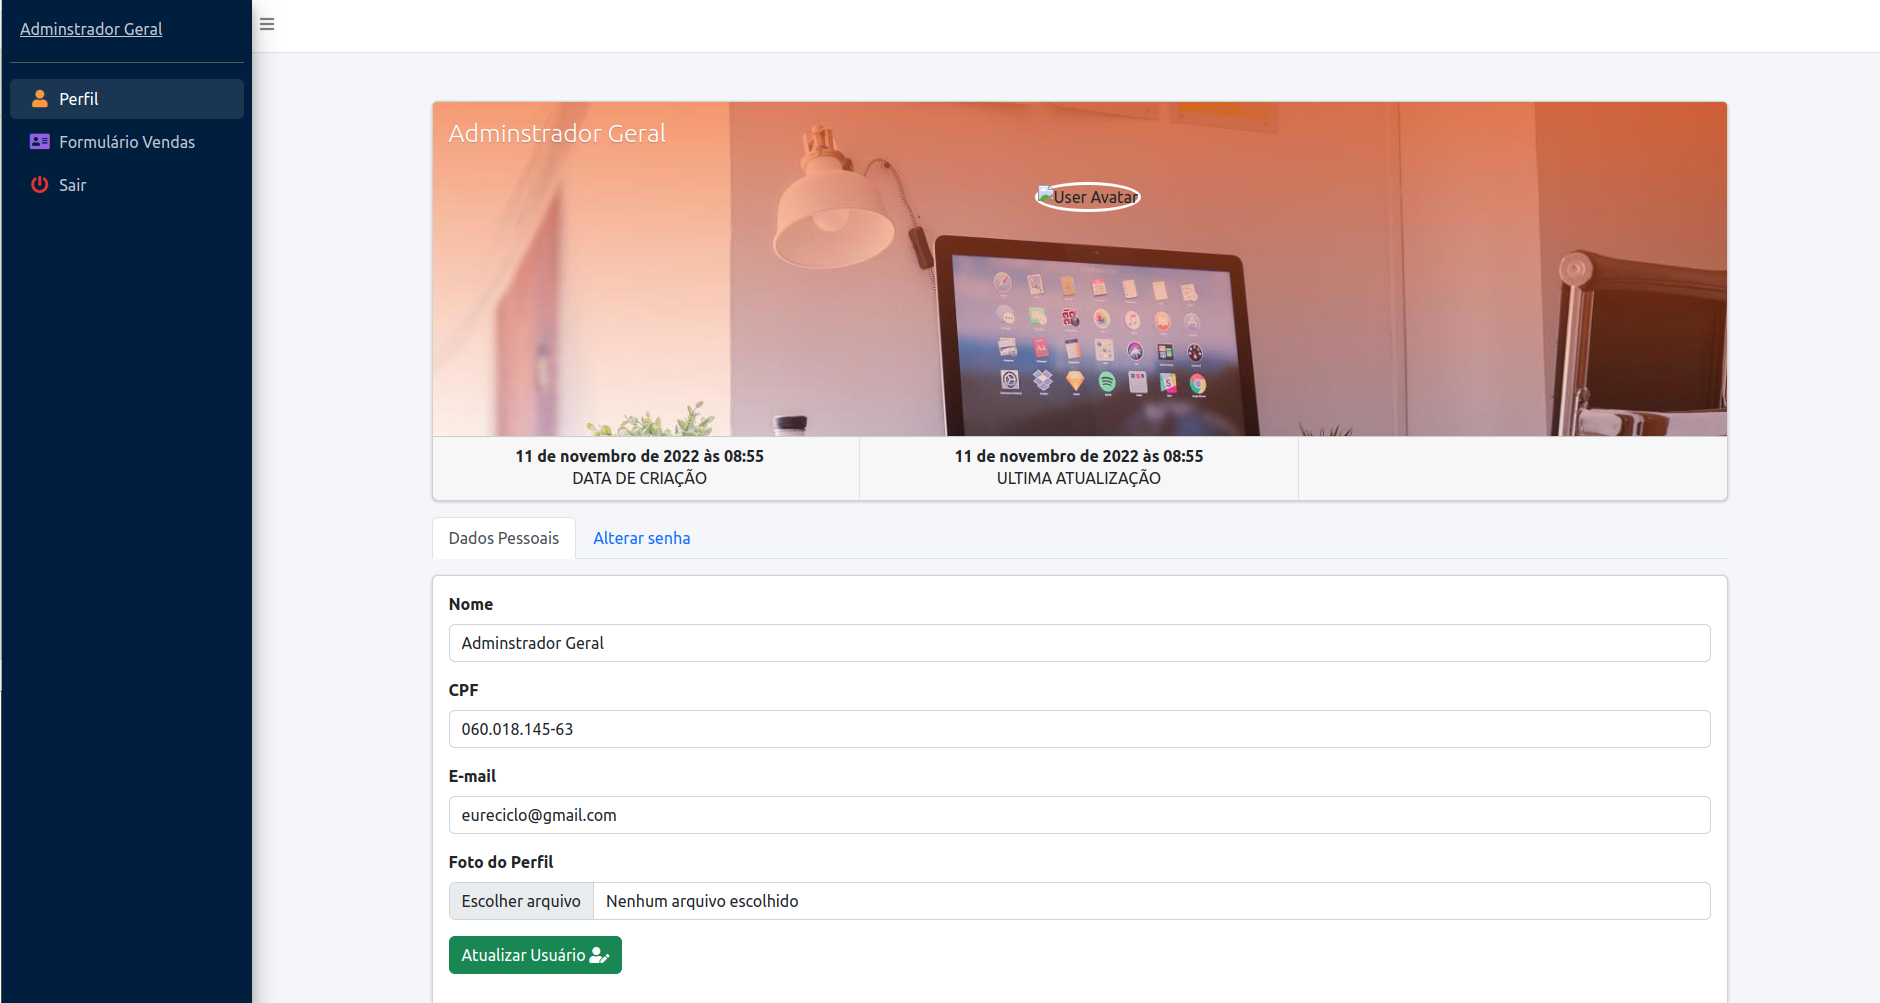 Adminstrador Geral
Perfil
Formulário Vendas
Sair
Adminstrador Geral
User Avatar
11 de novembro de 2022 às 08:55
DATA DE CRIAÇÃO
11 de novembro de 2022 às 08:55
ULTIMA ATUALIZAÇÃO
Dados Pessoais
Alterar senha
Nome
Adminstrador Geral
CPF
060.018.145-63
E-mail
eureciclo@gmail.com
Foto do Perfil
Escolher arquivo
Nenhum arquivo escolhido
Atualizar Usuário